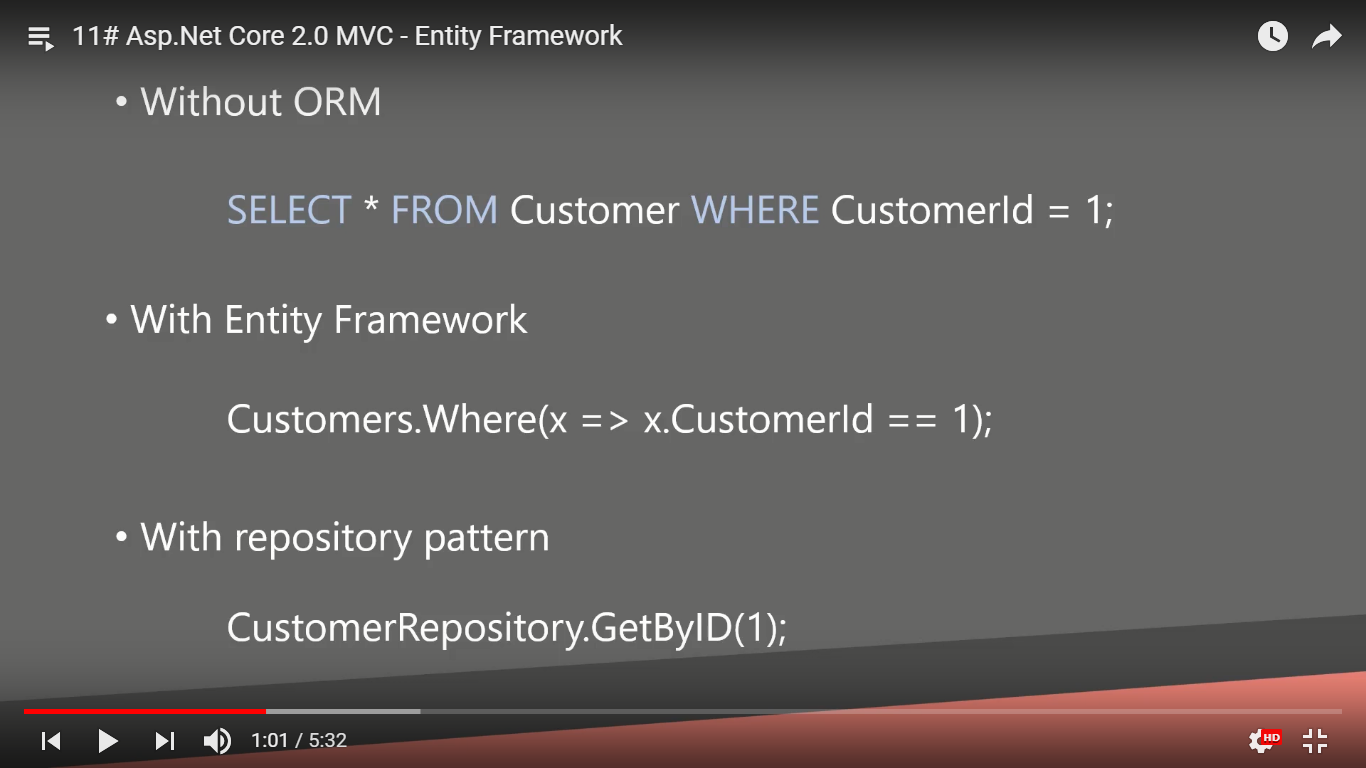 11# Asp.Net Core 2.0 MVC - Entity Framework
• Without ORM
SELECT * FROM Customer WHERE CustomerId = 1;
• With Entity Framework
Customers.Where(x => x.CustomerId == 1);
• With repository pattern
CustomerRepository.GetByID(1);
1:01 / 5:32
HD